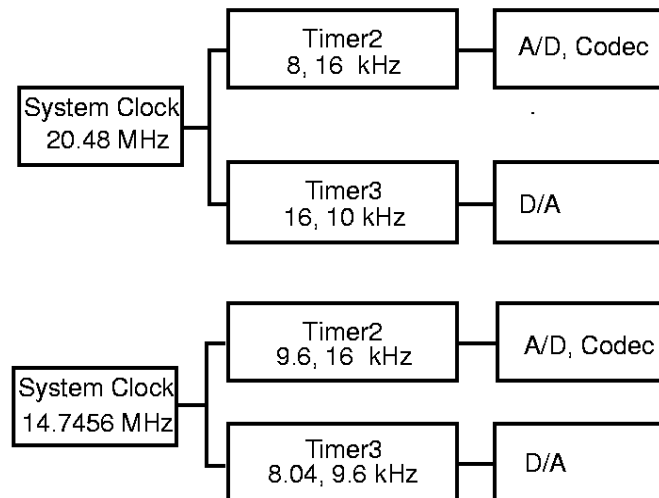 Timer2
8, 16 kHz
A/D, Codec
System Clock
20.48 MHz
Timer3
16, 10 kHz
D/A
Timer2
9.6, 16 kHz
A/D, Codec
System Clock
14.7456 MHz
Timer3
8.04, 9.6 kHz
D/A